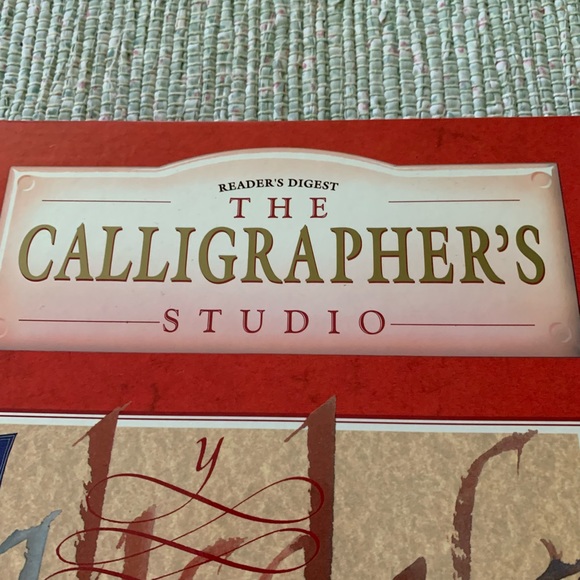 READER'S DIGEST
THE
CALLIGRAPHER'S
STUDIO
y